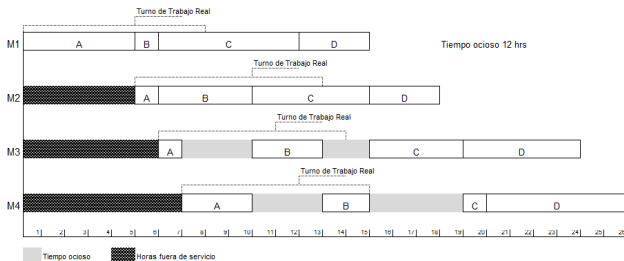 Turno de Trabajo Real
M1 A B C D Tiempo ocioso 12 hrs
Turno de Trabajo Real
M2 A B C D
Turno de Trabajo Real
M3 A B C D
Turno de Trabajo Real
M4 A B C D
1 2 3 4 5 6 7 8 9 10 11 12 13 14 15 16 17 18 19 20 21 22 23 24 25 26
Tiempo ocioso Horas fuera de servicio